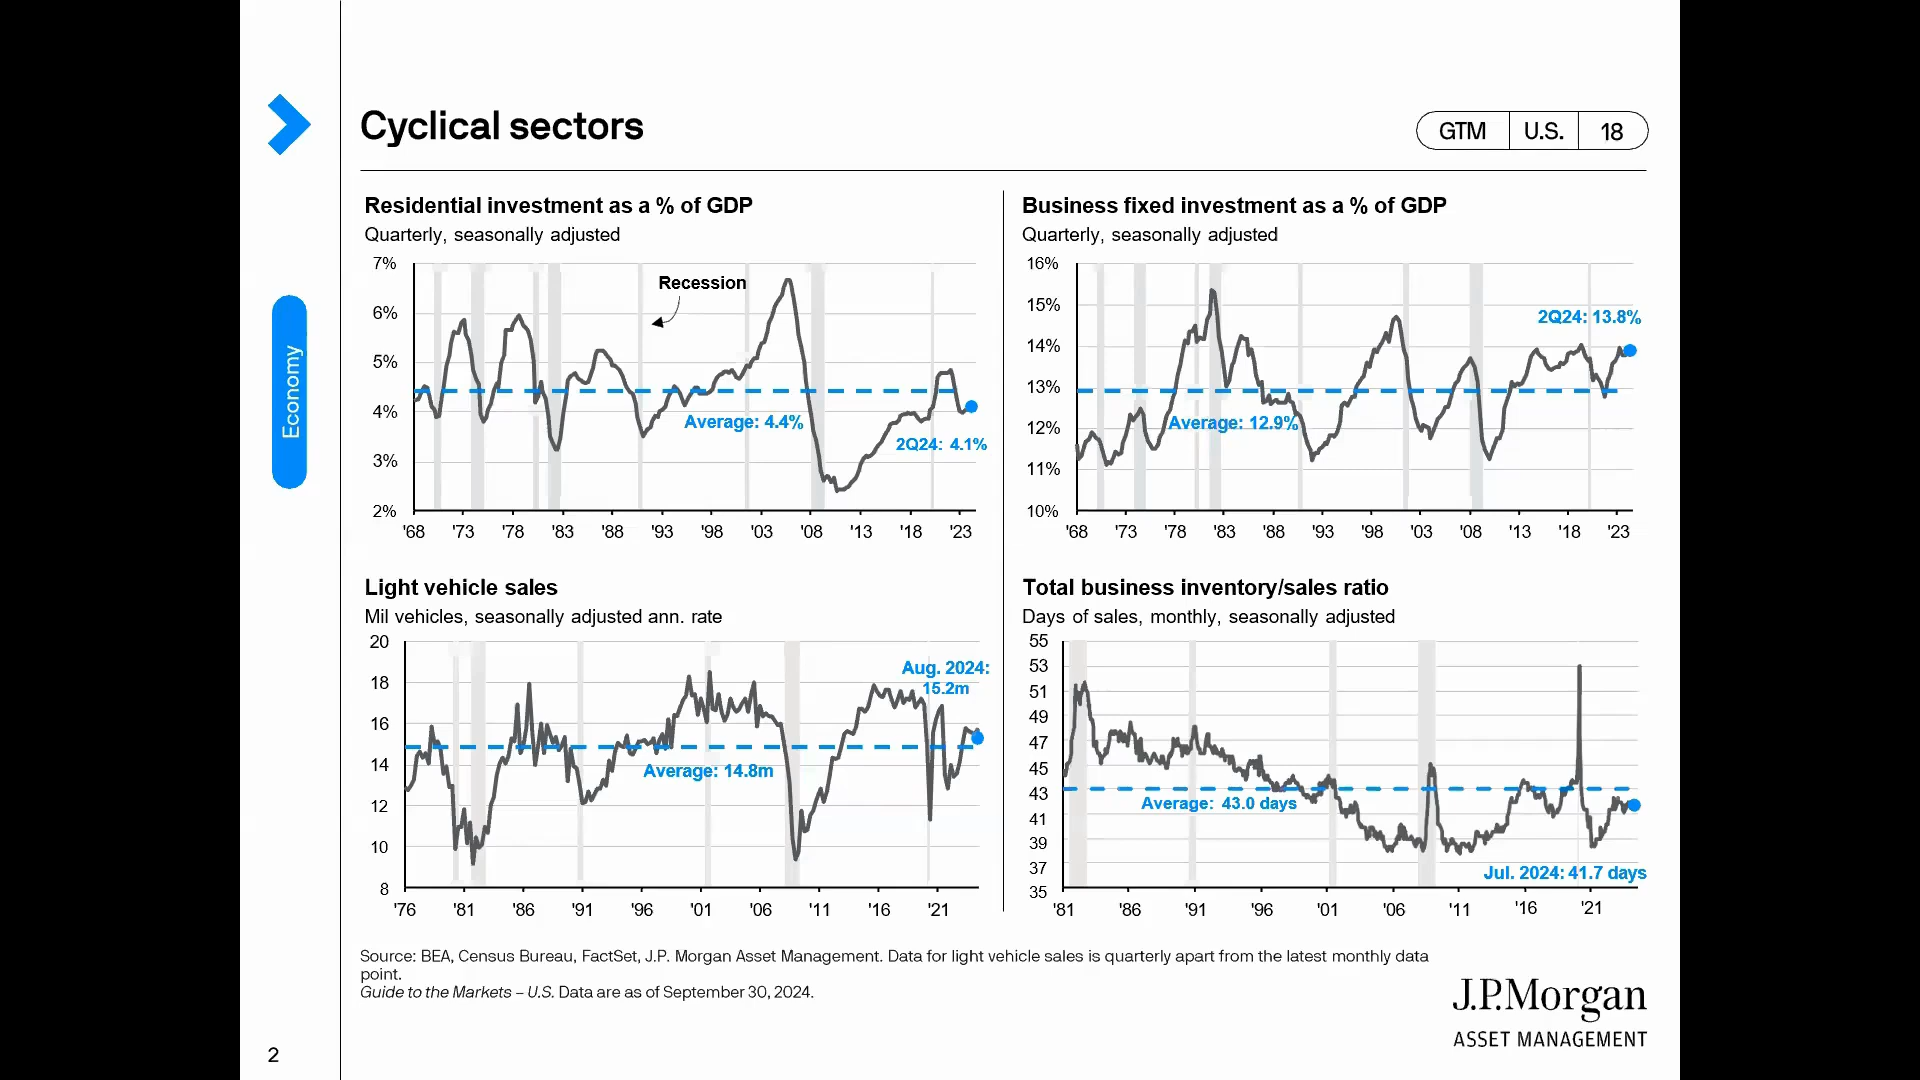 Cyclical sectors
GTM U.S. 18
Economy
Residential investment as a % of GDP
Quarterly, seasonally adjusted
7%
6%
5%
4%
3%
2%
Recession
Average: 4.4%
2Q24: 4.1%
'68 '73 '78 '83 '88 '93 '98 '03 '08 '13 '18 '23
Business fixed investment as a % of GDP
Quarterly, seasonally adjusted
16%
15%
14%
13%
12%
11%
10%
2Q24: 13.8%
Average: 12.9%
'68 '73 '78 '83 '88 '93 '98 '03 '08 '13 '18 '23
Light vehicle sales
Mil vehicles, seasonally adjusted ann. rate
20
18
16
14
12
10
8
Aug. 2024:
15.2m
Average: 14.8m
'76 '81 '86 '91 '96 '01 '06 '11 '16 '21
Total business inventory/sales ratio
Days of sales, monthly, seasonally adjusted
55
53
51
49
47
45
43
41
39
37
35
Average: 43.0 days
Jul. 2024: 41.7 days
'81 '86 '91 '96 '01 '06 '11 '16 '21
Source: BEA, Census Bureau, FactSet, J.P. Morgan Asset Management. Data for light vehicle sales is quarterly apart from the latest monthly data
point.
Guide to the Markets – U.S. Data are as of September 30, 2024.
J.P.Morgan
ASSET MANAGEMENT
2